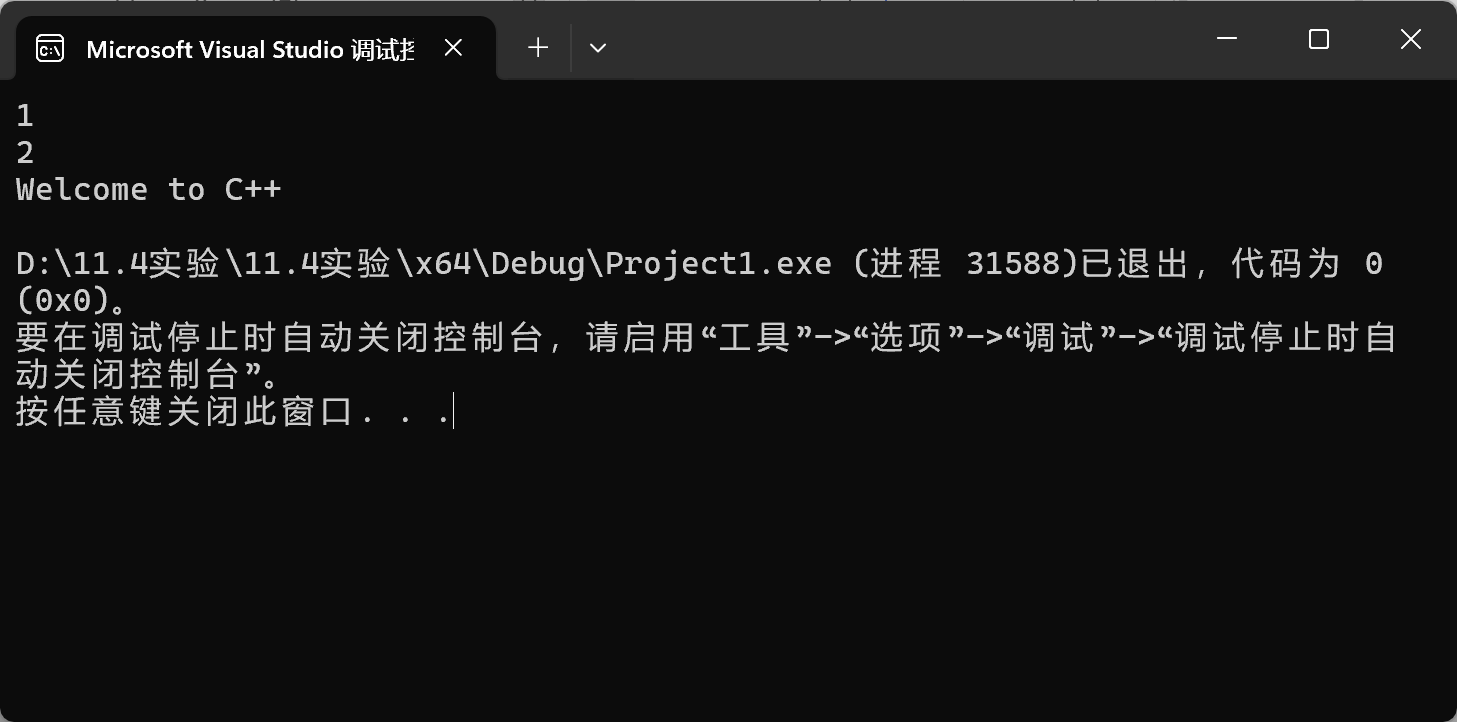 Microsoft Visual Studio 调试
1
2
Welcome to C++
D:\11.4实验\11.4实验\x64\Debug\Project1.exe (进程 31588)已退出，代码为 0
(0x0)。
要在调试停止时自动关闭控制台，请启用“工具”->“选项”->“调试”->“调试停止时自
动关闭控制台”。
按任意键关闭此窗口. . .